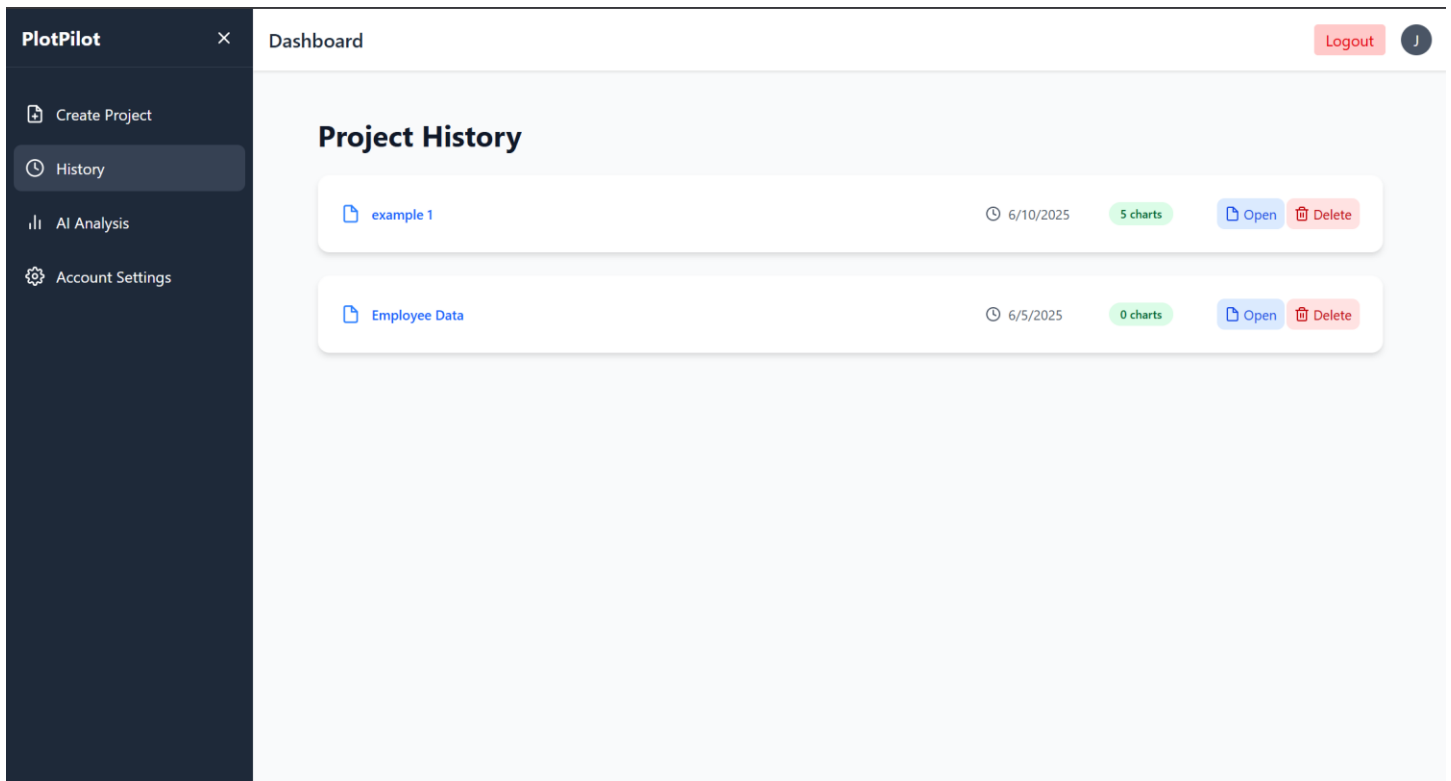 PlotPilot
Dashboard
Logout
J
Create Project
History
AI Analysis
Account Settings
Project History
example 1
6/10/2025
5 charts
Open
Delete
Employee Data
6/5/2025
0 charts
Open
Delete